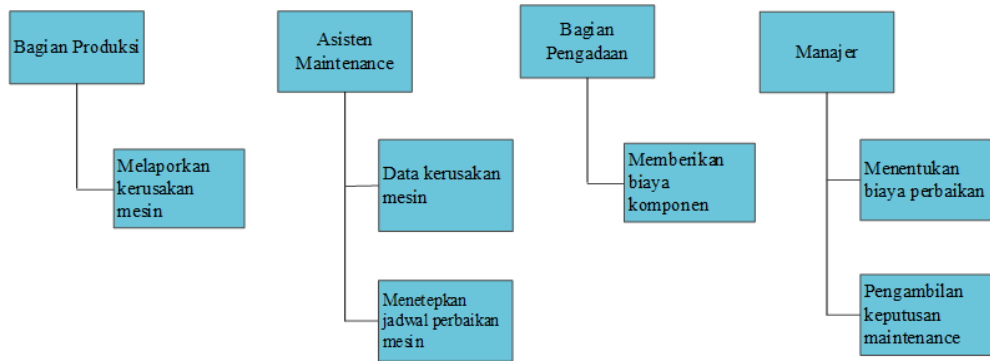 Bagian Produksi
Melaporkan
kerusakan
mesin
Asisten
Maintenance
Data kerusakan
mesin
Menetepkan
jadwal perbaikan
mesin
Bagian
Pengadaan
Memberikan
biaya
komponen
Manajer
Menentukan
biaya perbaikan
Pengambilan
keputusan
maintenance